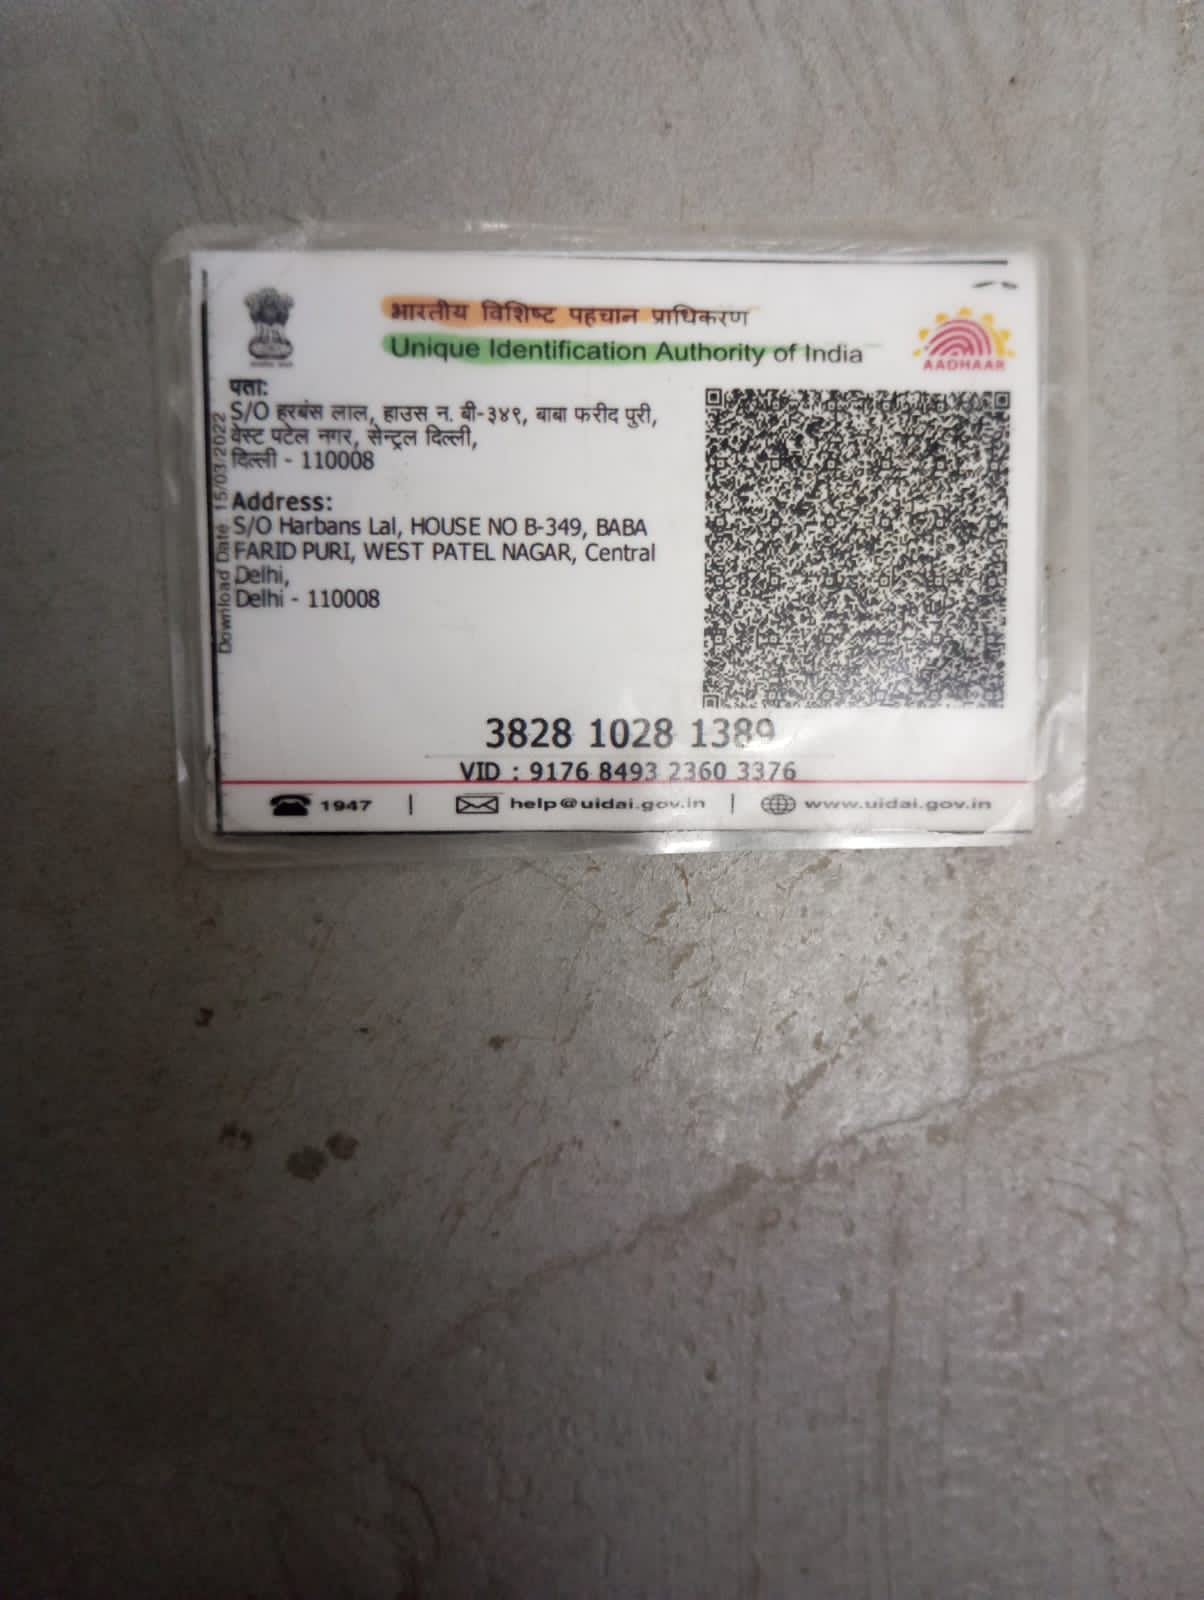 भारतीय विशिष्ट पहचान प्राधिकरण
Unique Identification Authority of India
AADHAAR
पता:
S/O हरबंस लाल, हाउस न. बी-३४९, बाबा फरीद पुरी,
वेस्ट पटेल नगर, सेन्ट्रल दिल्ली,
दिल्ली - 110008
Address:
S/O Harbans Lal, HOUSE NO B-349, BABA
FARID PURI, WEST PATEL NAGAR, Central
Delhi,
Delhi - 110008
Download Date 15/03/2022
3828 1028 1389
VID : 9176 8493 2360 3376
1947 | help@uidai.gov.in | www.uidai.gov.in